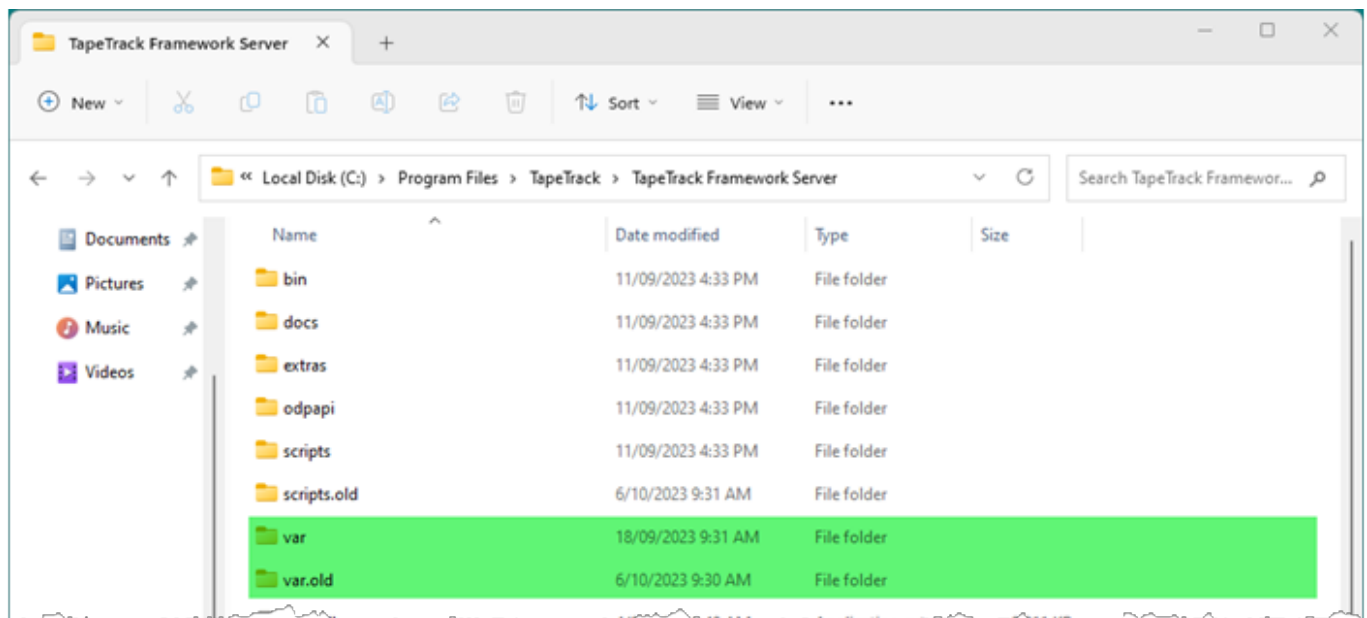 TapeTrack Framework Server
New
Sort
View
« Local Disk (C:) > Program Files > TapeTrack > TapeTrack Framework Server
Search TapeTrack Framewor...
Documents
Pictures
Music
Videos
Name Date modified Type Size
bin 11/09/2023 4:33 PM File folder
docs 11/09/2023 4:33 PM File folder
extras 11/09/2023 4:33 PM File folder
odpapi 11/09/2023 4:33 PM File folder
scripts 11/09/2023 4:33 PM File folder
scripts.old 6/10/2023 9:31 AM File folder
var 18/09/2023 9:31 AM File folder
var.old 6/10/2023 9:30 AM File folder